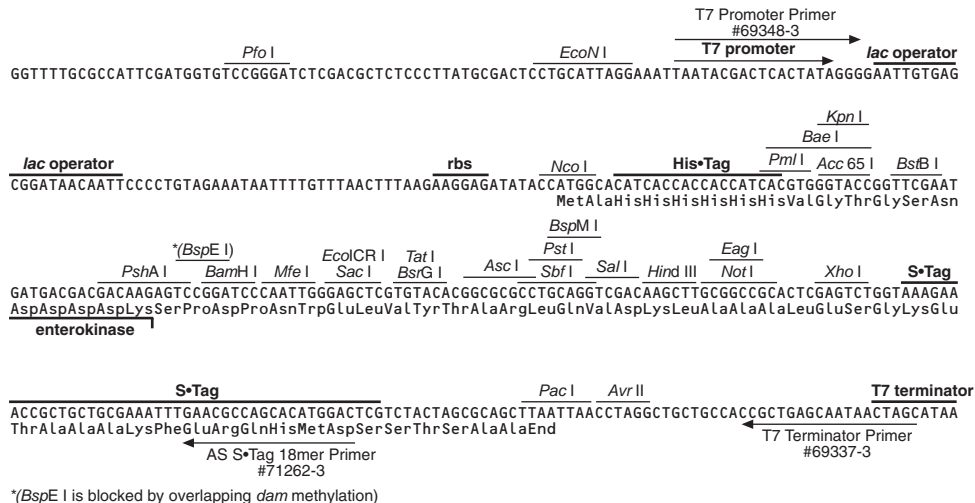 T7 Promoter Primer
#69348-3
Pfo I EcoN I T7 promoter lac operator
GGTTTTGCGCCATTCGATGGTGTCCGGGATCTCGACGCTCTCCCTTATGCGACTCCTGCATTAGGAAATTAATACGACTCACTATAGGGGAATTGTGAG
Kpn I
Bae I
lac operator rbs Nco I His•Tag Pml I Acc 65 I BstB I
CGGATAACAATTCCCCTGTAGAAATAATTTTGTTTAACTTTAAGAAGGAGATATACCATGGCACATCACCACCACCATCACGTGGGTACCGGTTCGAAT
MetAlaHisHisHisHisHisHisValGlyThrGlySerAsn
BspM I
*(BspE I) EcoICR I Tat I Pst I Eag I
PshA I BamH I Mfe I Sac I BsrG I Asc I Sbf I Sal I Hind III Not I Xho I S•Tag
GATGACGACGACAAGAGTCCGGATCCCAATTGGGAGCTCGTGTACACGGCGCGCCTGCAGGTCGACAAGCTTGCGGCCGCACTCGAGTCTGGTAAAGAA
AspAspAspAspLysSerProAspProAsnTrpGluLeuValTyrThrAlaArgLeuGlnValAspLysLeuAlaAlaAlaLeuGluSerGlyLysGlu
enterokinase
S•Tag Pac I Avr II T7 terminator
ACCGCTGCTGCGAAATTTGAACGCCAGCACATGGACTCGTCTACTAGCGCAGCTTAATTAACCTAGGCTGCTGCCACCGCTGAGCAATAACTAGCATAA
ThrAlaAlaAlaLysPheGluArgGlnHisMetAspSerSerThrSerAlaAlaEnd
AS S•Tag 18mer Primer
#71262-3
T7 Terminator Primer
#69337-3
*(BspE I is blocked by overlapping dam methylation)